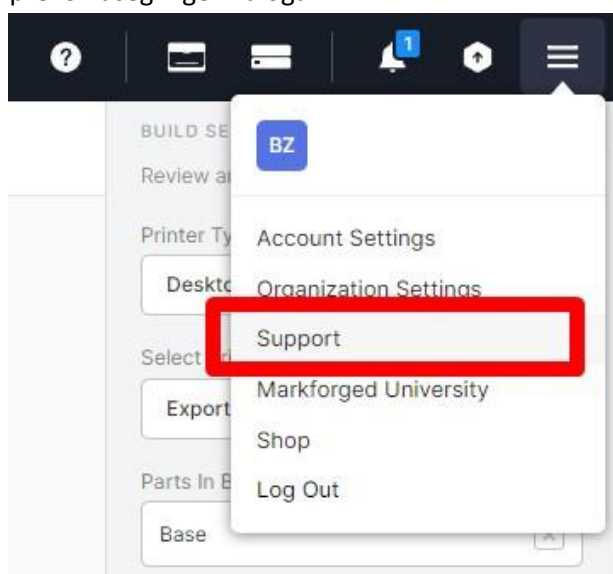 1
BUILD SE
BZ
Review ar
Printer Ty
Account Settings
Deskto
Organization Settings
Support
Select
Markforged University
Export
Shop
Parts In B
Log Out
Base